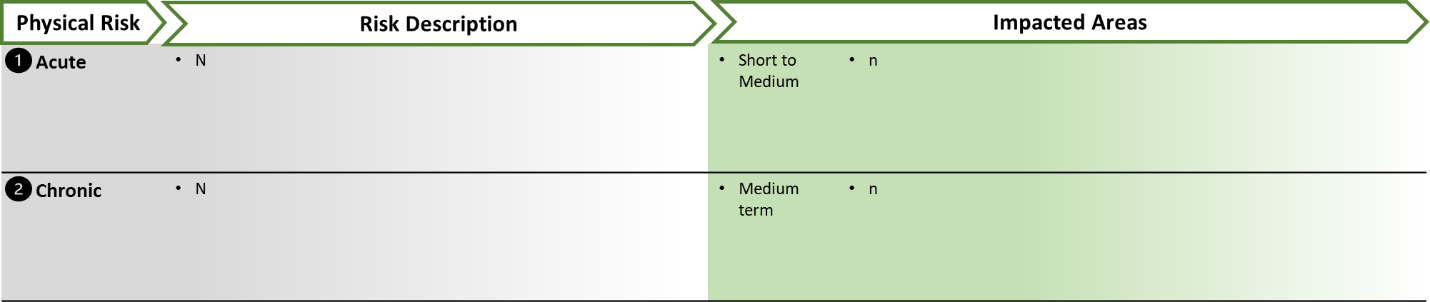 Physical Risk
Risk Description
Impacted Areas
1 Acute
• N
• Short to
Medium
• n
2 Chronic
• N
• Medium
term
• n